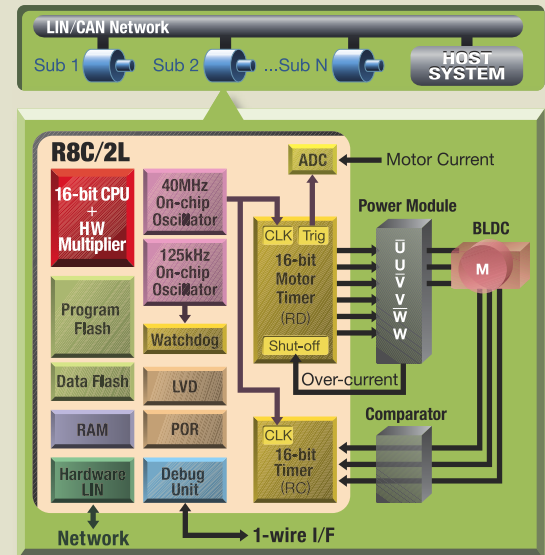 LIN/CAN Network
Sub 1
Sub 2
...Sub N
HOST
SYSTEM
R8C/2L
16-bit CPU
+
HW
Multiplier
40MHz
On-chip
Oscillator
125kHz
On-chip
Oscillator
Program
Flash
Watchdog
Data Flash
LVD
RAM
POR
Hardware
LIN
Debug
Unit
Network
1-wire I/F
ADC
Motor Current
CLK
Trig
16-bit
Motor
Timer
(RD)
Shut-off
Over-current
Power Module
U̅
U
V̅
V
W̅
W
BLDC
M
Comparator
CLK
16-bit
Timer
(RC)